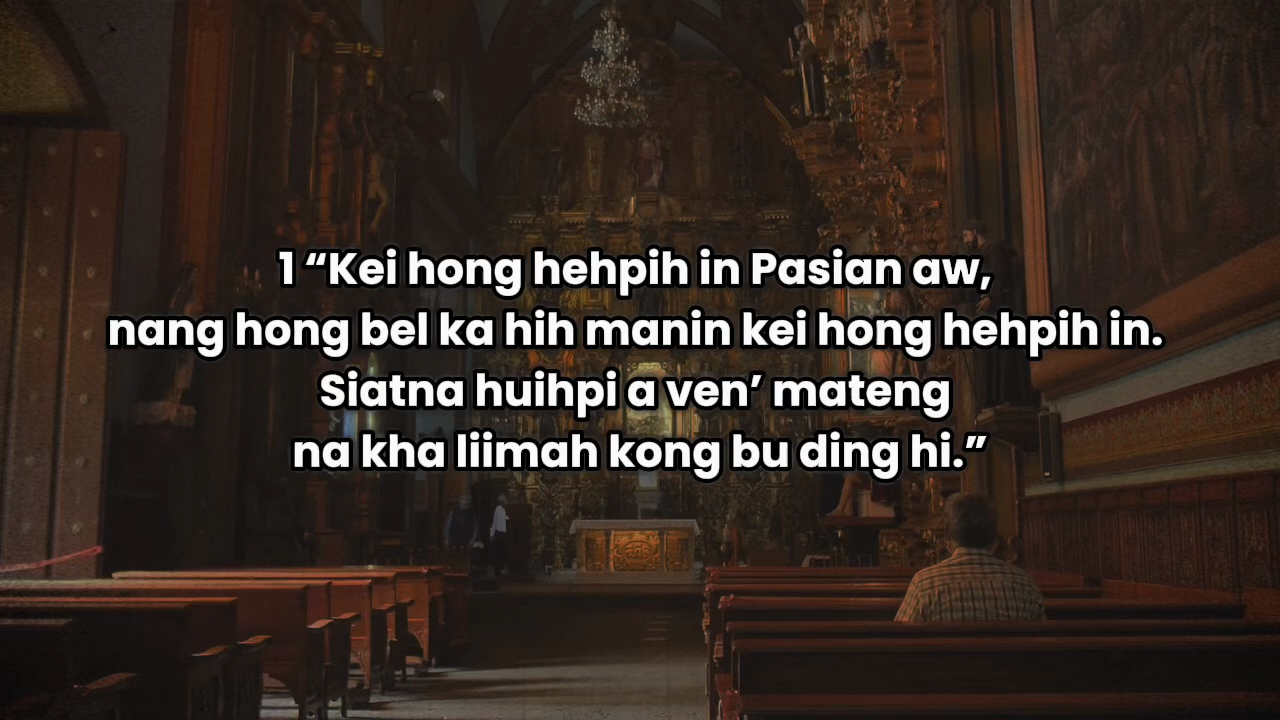 1 “Kei hong hehpih in Pasian aw,
nang hong bel ka hih manin kei hong hehpih in.
Siatna huihpi a ven’ mateng
na kha liimah kong bu ding hi.”